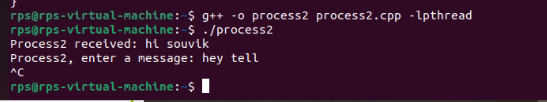 }
rps@rps-virtual-machine:~$ g++ -o process2 process2.cpp -lpthread
rps@rps-virtual-machine:~$ ./process2
Process2 received: hi souvik
Process2, enter a message: hey tell
^C
rps@rps-virtual-machine:~$